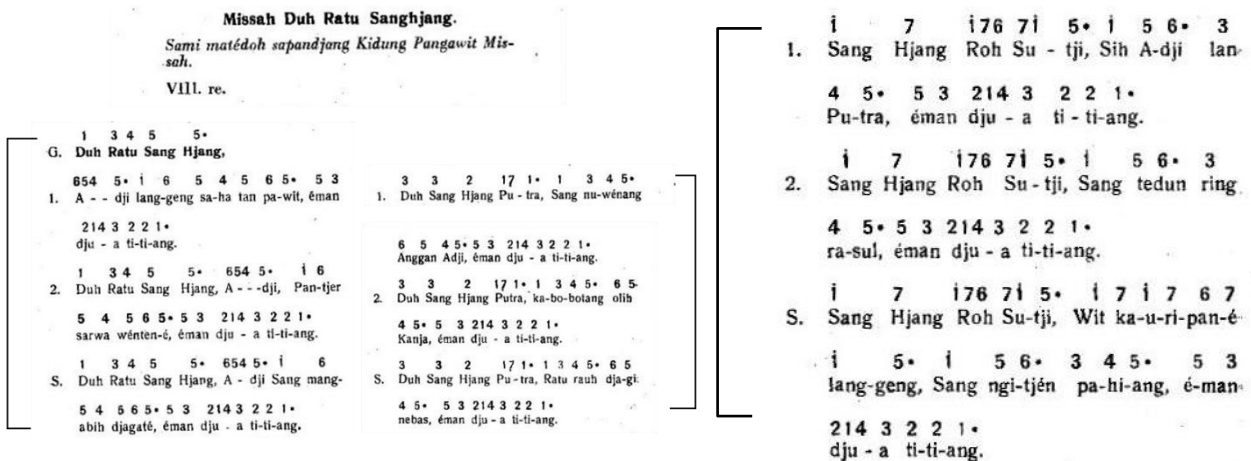 Missah Duh Ratu Sanghjang.
Sami matédoh sapandjang Kidung Pangawit Mis-
sah.
VIII. re.
1 3 4 5 5•
G. Duh Ratu Sang Hjang,
654 5• i 6 5 4 5 6 5• 5 3
1. A - - dji lang-geng sa-ha tan pa-wit, éman
214 3 2 2 1•
dju - a ti-ti-ang.
1 3 4 5 5• 654 5• i 6
2. Duh Ratu Sang Hjang, A - - -dji, Pan-tjer
5 4 5 6 5• 5 3 214 3 2 2 1•
sarwa wénten-é, éman dju - a ti-ti-ang.
1 3 4 5 5• 654 5• i 6
S. Duh Ratu Sang Hjang, A - dji Sang mang-
5 4 5 6 5• 5 3 214 3 2 2 1•
abih djagaté, éman dju - a ti-ti-ang.
3 3 2 17 1• 1 3 4 5•
1. Duh Sang Hjang Pu - tra, Sang nu-wénang
6 5 4 5• 5 3 214 3 2 2 1•
Anggan Adji, éman dju - a ti-ti-ang.
3 3 2 17 1• 1 3 4 5• 6 5
2. Duh Sang Hjang Putra, ka-bo-botang olih
4 5• 5 3 214 3 2 2 1•
Kanja, éman dju - a ti-ti-ang.
3 3 2 17 1• 1 3 4 5• 6 5
S. Duh Sang Hjang Pu-tra, Ratu rauh dja-gi
4 5• 5 3 214 3 2 2 1•
nebas, éman dju - a ti-ti-ang.
i 7 i76 7i 5• i 5 6• 3
1. Sang Hjang Roh Su - tji, Sih A-dji lan-
4 5• 5 3 214 3 2 2 1•
Pu-tra, éman dju - a ti - ti-ang.
i 7 i76 7i 5• i 5 6• 3
2. Sang Hjang Roh Su-tji, Sang tedun ring
4 5• 5 3 214 3 2 2 1•
ra-sul, éman dju - a ti-ti-ang.
i 7 i76 7i 5• i 7 i 7 6 7
S. Sang Hjang Roh Su-tji, Wit ka-u-ri-pan-é
i 5• i 5 6• 3 4 5• 5 3
lang-geng, Sang ngi-tjén pa-hi-ang, é-man
214 3 2 2 1•
dju - a ti-ti-ang.